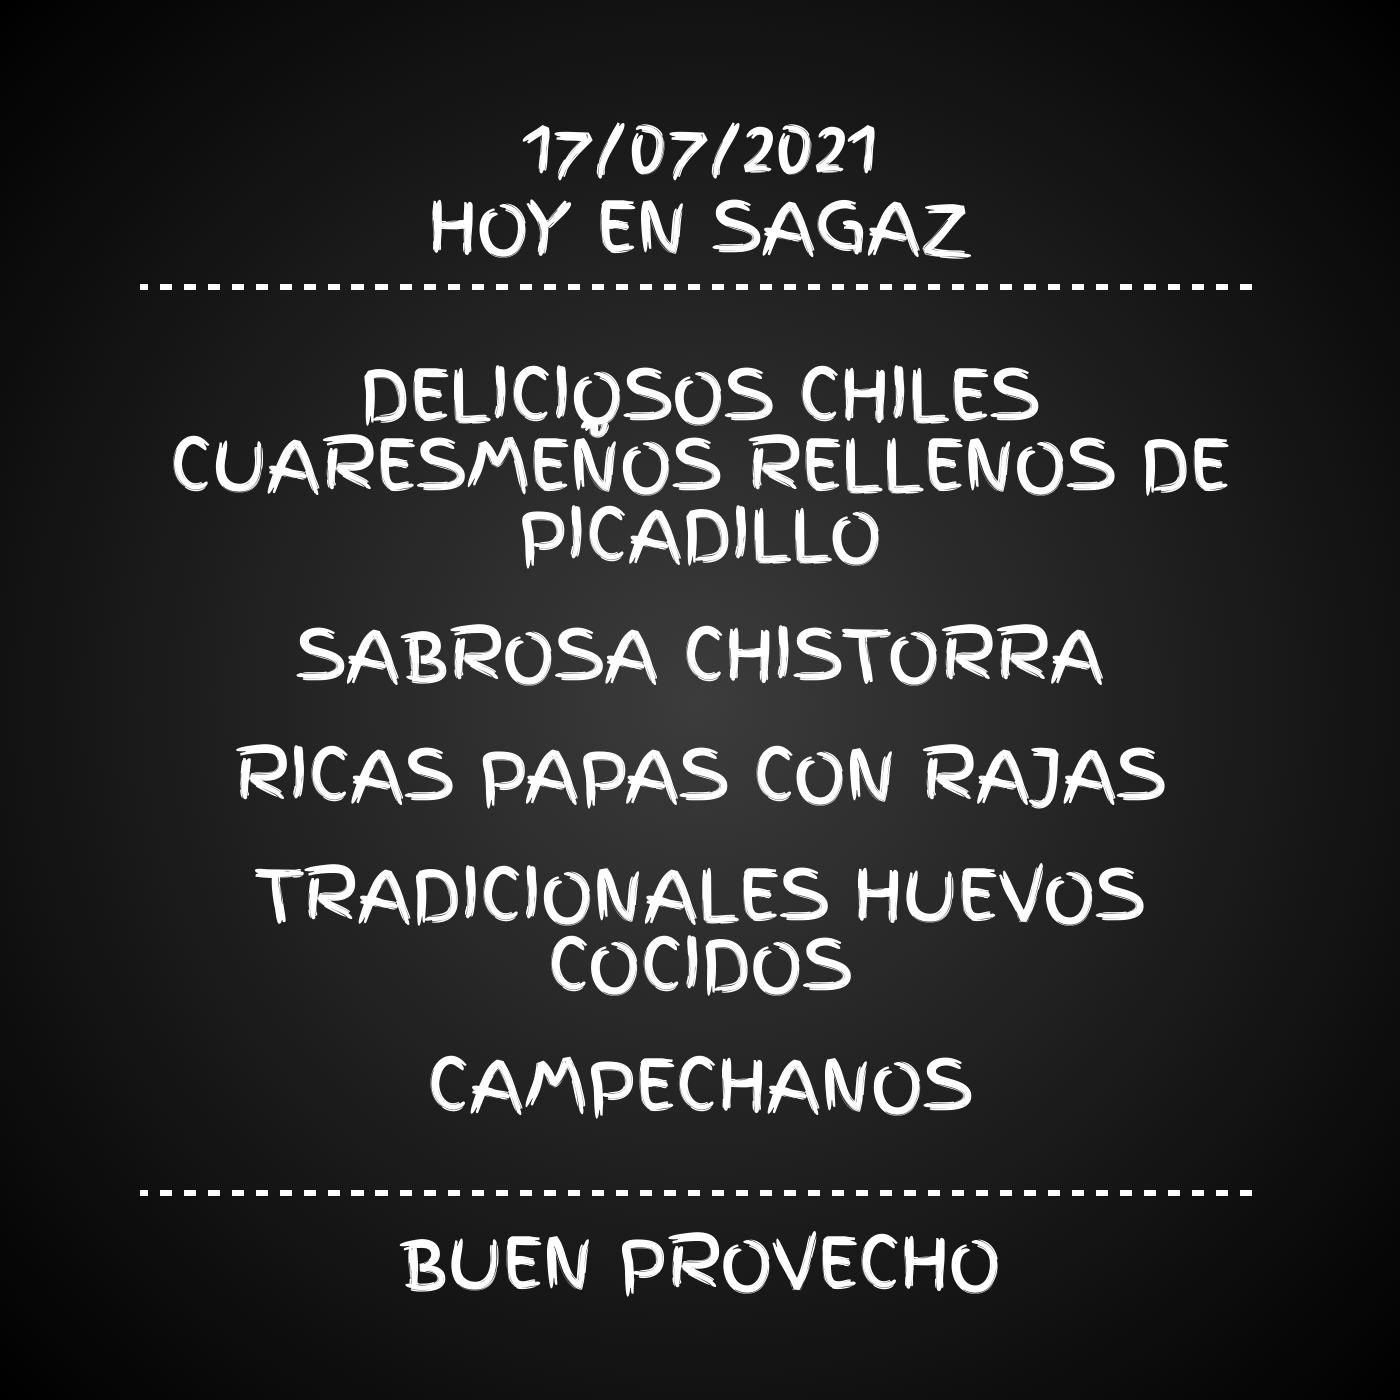 17/07/2021
HOY EN SAGAZ
DELICIOSOS CHILES
CUARESMEÑOS RELLENOS DE
PICADILLO
SABROSA CHISTORRA
RICAS PAPAS CON RAJAS
TRADICIONALES HUEVOS
COCIDOS
CAMPECHANOS
BUEN PROVECHO